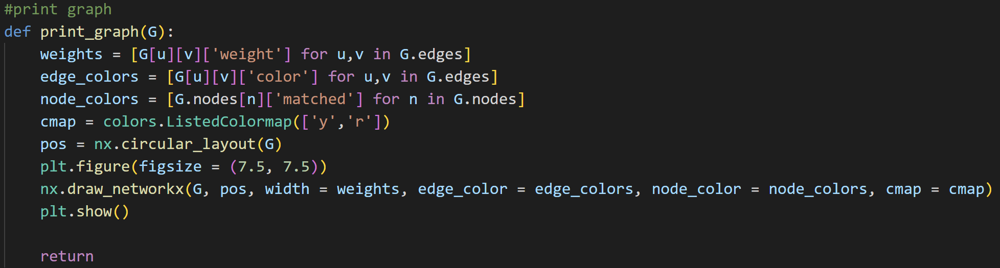 #print graph
def print_graph(G):
    weights = [G[u][v]['weight'] for u,v in G.edges]
    edge_colors = [G[u][v]['color'] for u,v in G.edges]
    node_colors = [G.nodes[n]['matched'] for n in G.nodes]
    cmap = colors.ListedColormap(['y','r'])
    pos = nx.circular_layout(G)
    plt.figure(figsize = (7.5, 7.5))
    nx.draw_networkx(G, pos, width = weights, edge_color = edge_colors, node_color = node_colors, cmap = cmap)
    plt.show()

    return